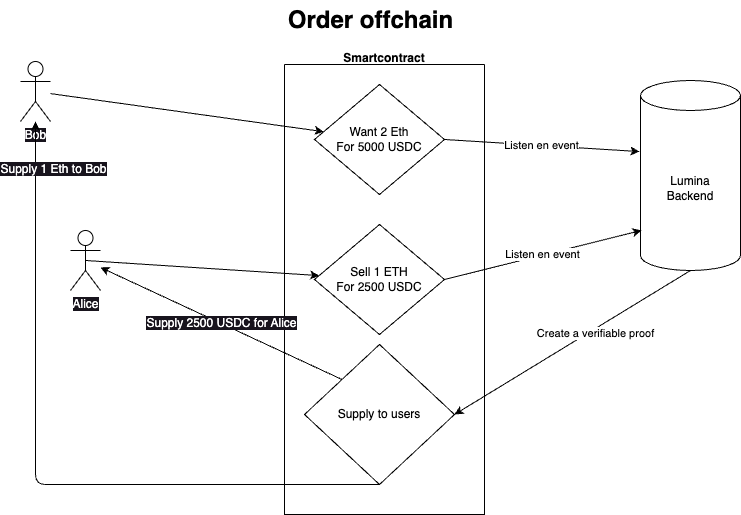 Order offchain
Smartcontract
Bob
Want 2 Eth
For 5000 USDC
Listen en event
Lumina
Backend
Supply 1 Eth to Bob
Alice
Sell 1 ETH
For 2500 USDC
Listen en event
Supply 2500 USDC for Alice
Create a verifiable proof
Supply to users